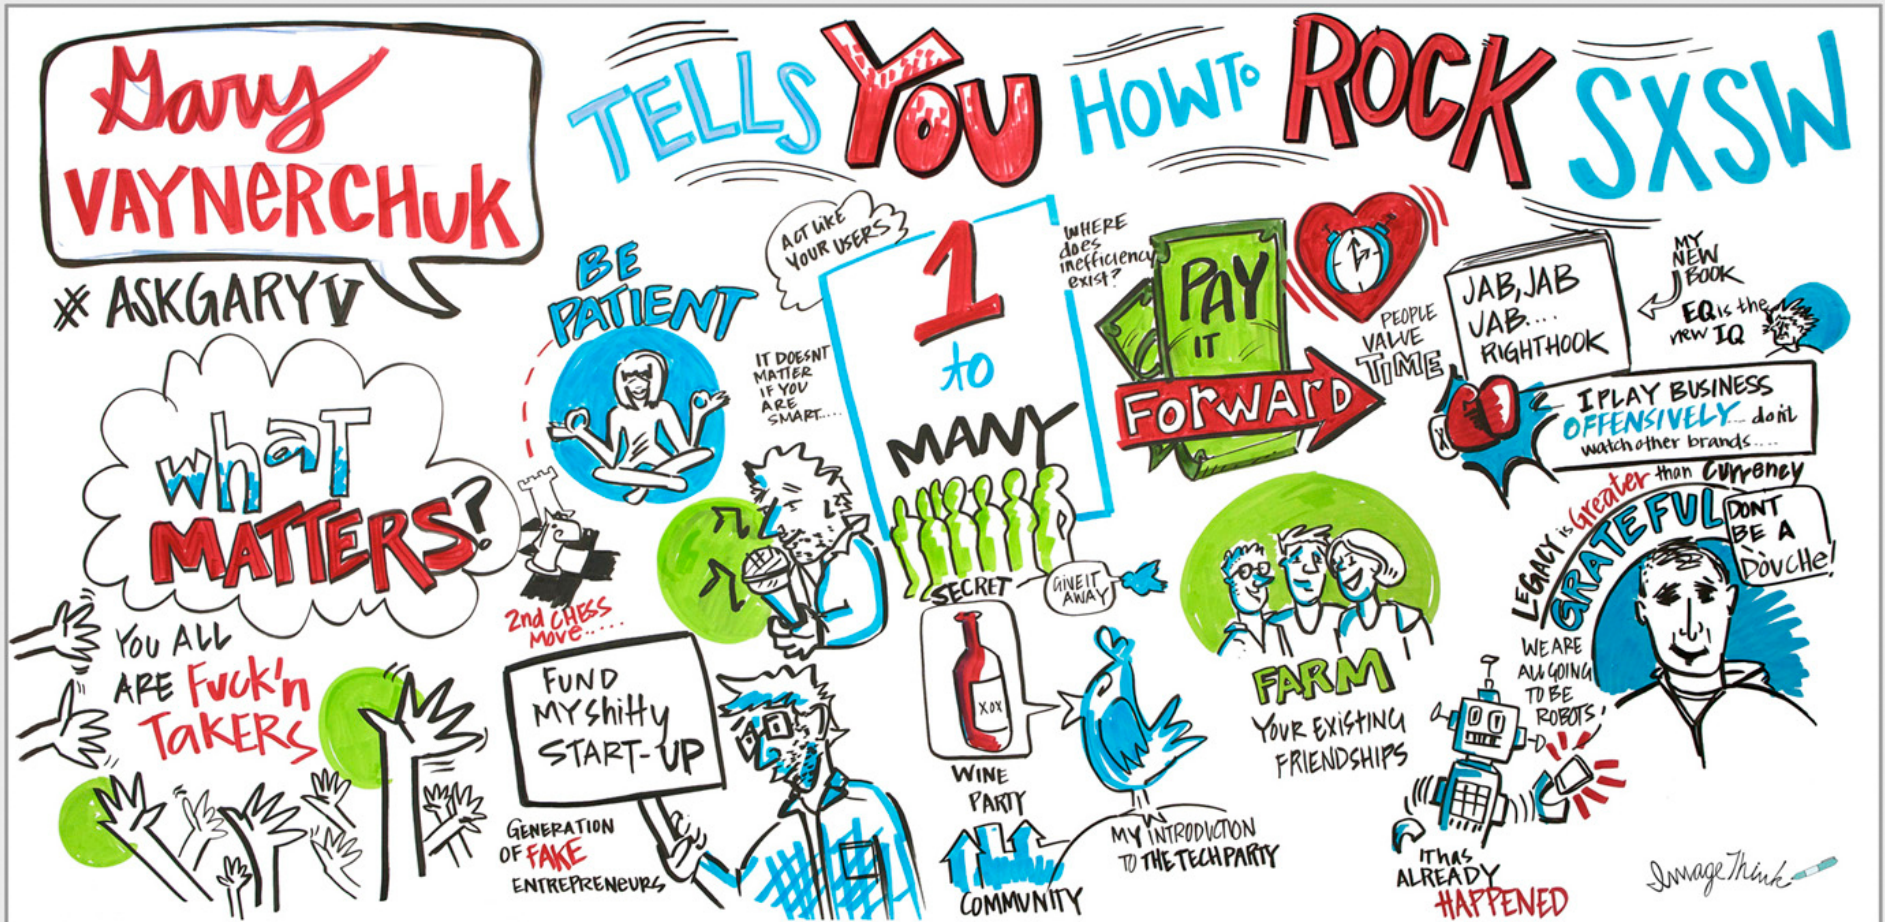 Gary
VAYNERCHUK
# ASKGARYV
TELLS YOU HOW TO ROCK SXSW
WHAT
MATTERS?
YOU ALL
ARE Fuck'n
TAKERS
BE
PATIENT
2nd CHESS
MOVE.....
IT DOESNT
MATTER
IF YOU
ARE
SMART....
ACT LIKE
YOUR USERS
1
to
MANY
FUND
MY Shitty
START-UP
GENERATION
OF FAKE
ENTREPRENEURS
SECRET
XOX
WINE
PARTY
COMMUNITY
GIVE IT
AWAY
MY INTRODUCTION
TO THE TECH PARTY
WHERE
does
inefficiency
exist?
PAY
IT
FORWARD
PEOPLE
VALUE
TIME
FARM
YOUR EXISTING
FRIENDSHIPS
JAB, JAB
JAB....
RIGHTHOOK
MY
NEW
BOOK
EQ is the
new IQ
I PLAY BUSINESS
OFFENSIVELY... don't
watch other brands....
LEGACY is Greater than Currency
GRATEFUL
DONT
BE A
DOUCHE!
WE ARE
ALL GOING
TO BE
ROBOTS!
IT has
ALREADY
HAPPENED
ImageThink